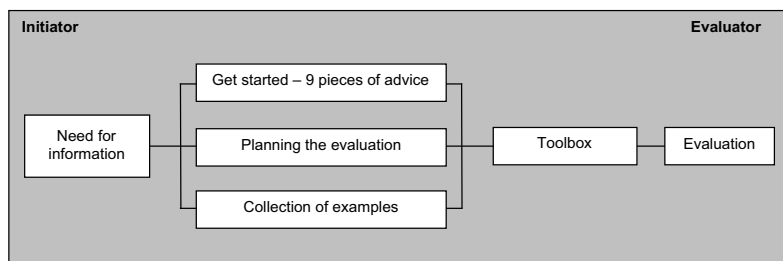 Initiator
Evaluator
Get started – 9 pieces of advice
Need for
information
Planning the evaluation
Toolbox
Evaluation
Collection of examples